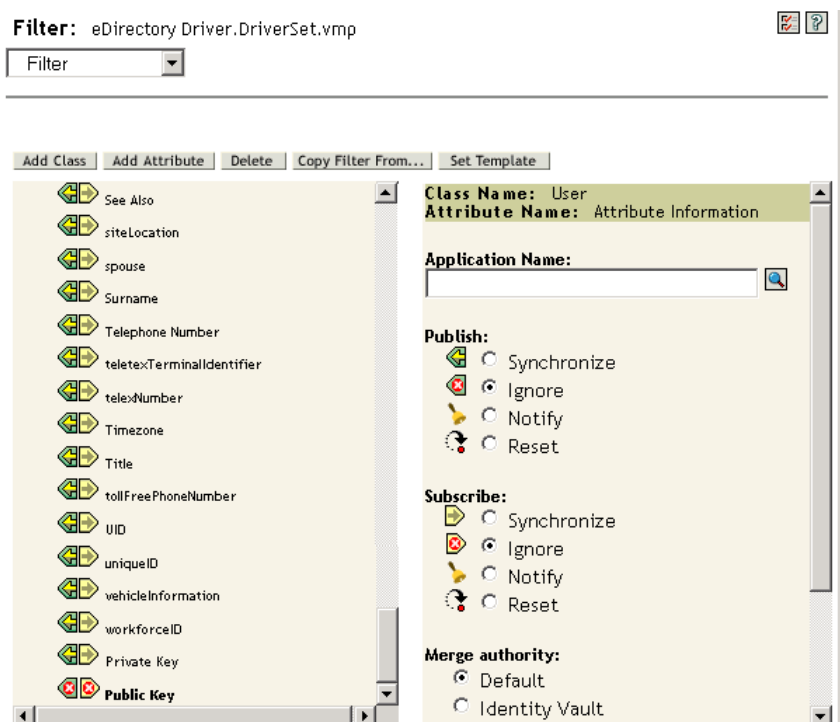 Filter: eDirectory Driver.DriverSet.vmp
Filter
Add Class Add Attribute Delete Copy Filter From... Set Template
See Also
siteLocation
spouse
Surname
Telephone Number
teletexTerminalIdentifier
telexNumber
Timezone
Title
tollFreePhoneNumber
UID
uniqueID
vehicleInformation
workforceID
Private Key
Public Key
Class Name: User
Attribute Name: Attribute Information
Application Name:
Publish:
Synchronize
Ignore
Notify
Reset
Subscribe:
Synchronize
Ignore
Notify
Reset
Merge authority:
Default
Identity Vault